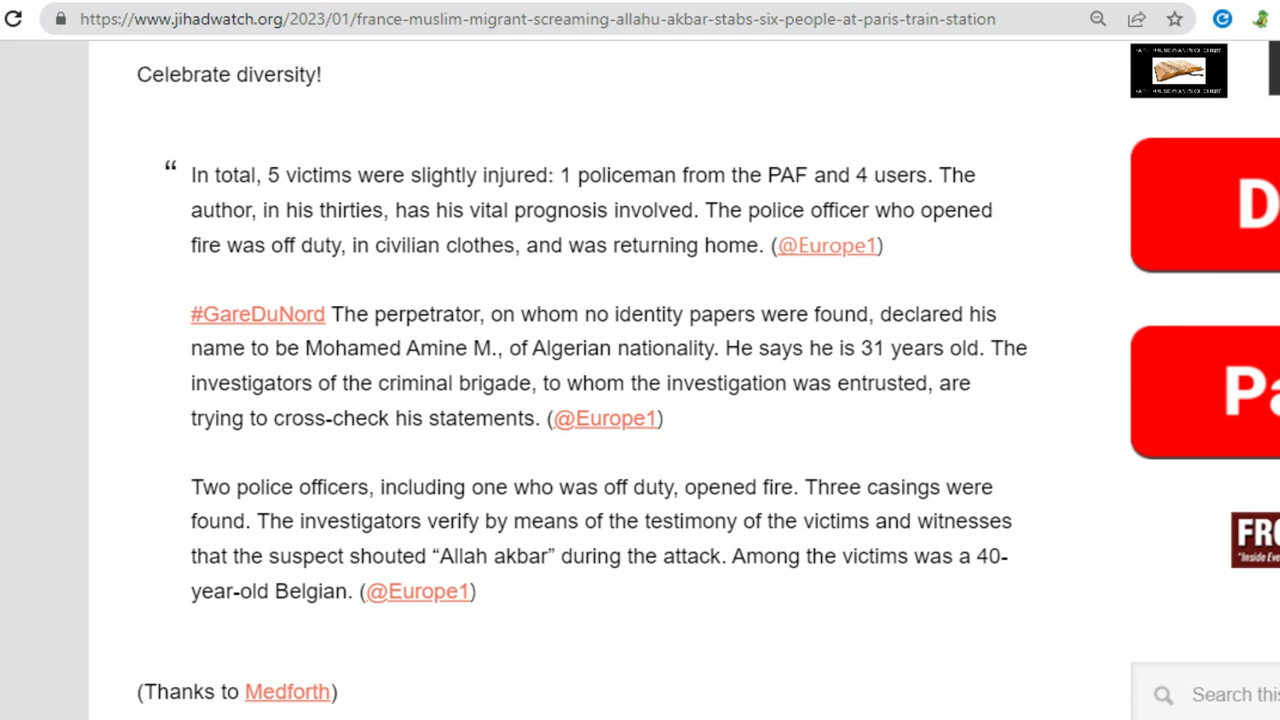 https://www.jihadwatch.org/2023/01/france-muslim-migrant-screaming-allahu-akbar-stabs-six-people-at-paris-train-station
Celebrate diversity!
“ In total, 5 victims were slightly injured: 1 policeman from the PAF and 4 users. The
author, in his thirties, has his vital prognosis involved. The police officer who opened
fire was off duty, in civilian clothes, and was returning home. (@Europe1)
#GareDuNord The perpetrator, on whom no identity papers were found, declared his
name to be Mohamed Amine M., of Algerian nationality. He says he is 31 years old. The
investigators of the criminal brigade, to whom the investigation was entrusted, are
trying to cross-check his statements. (@Europe1)
Two police officers, including one who was off duty, opened fire. Three casings were
found. The investigators verify by means of the testimony of the victims and witnesses
that the suspect shouted “Allah akbar” during the attack. Among the victims was a 40-
year-old Belgian. (@Europe1)
(Thanks to Medforth)
D
Pa
FRO
"Inside Eve
Search this